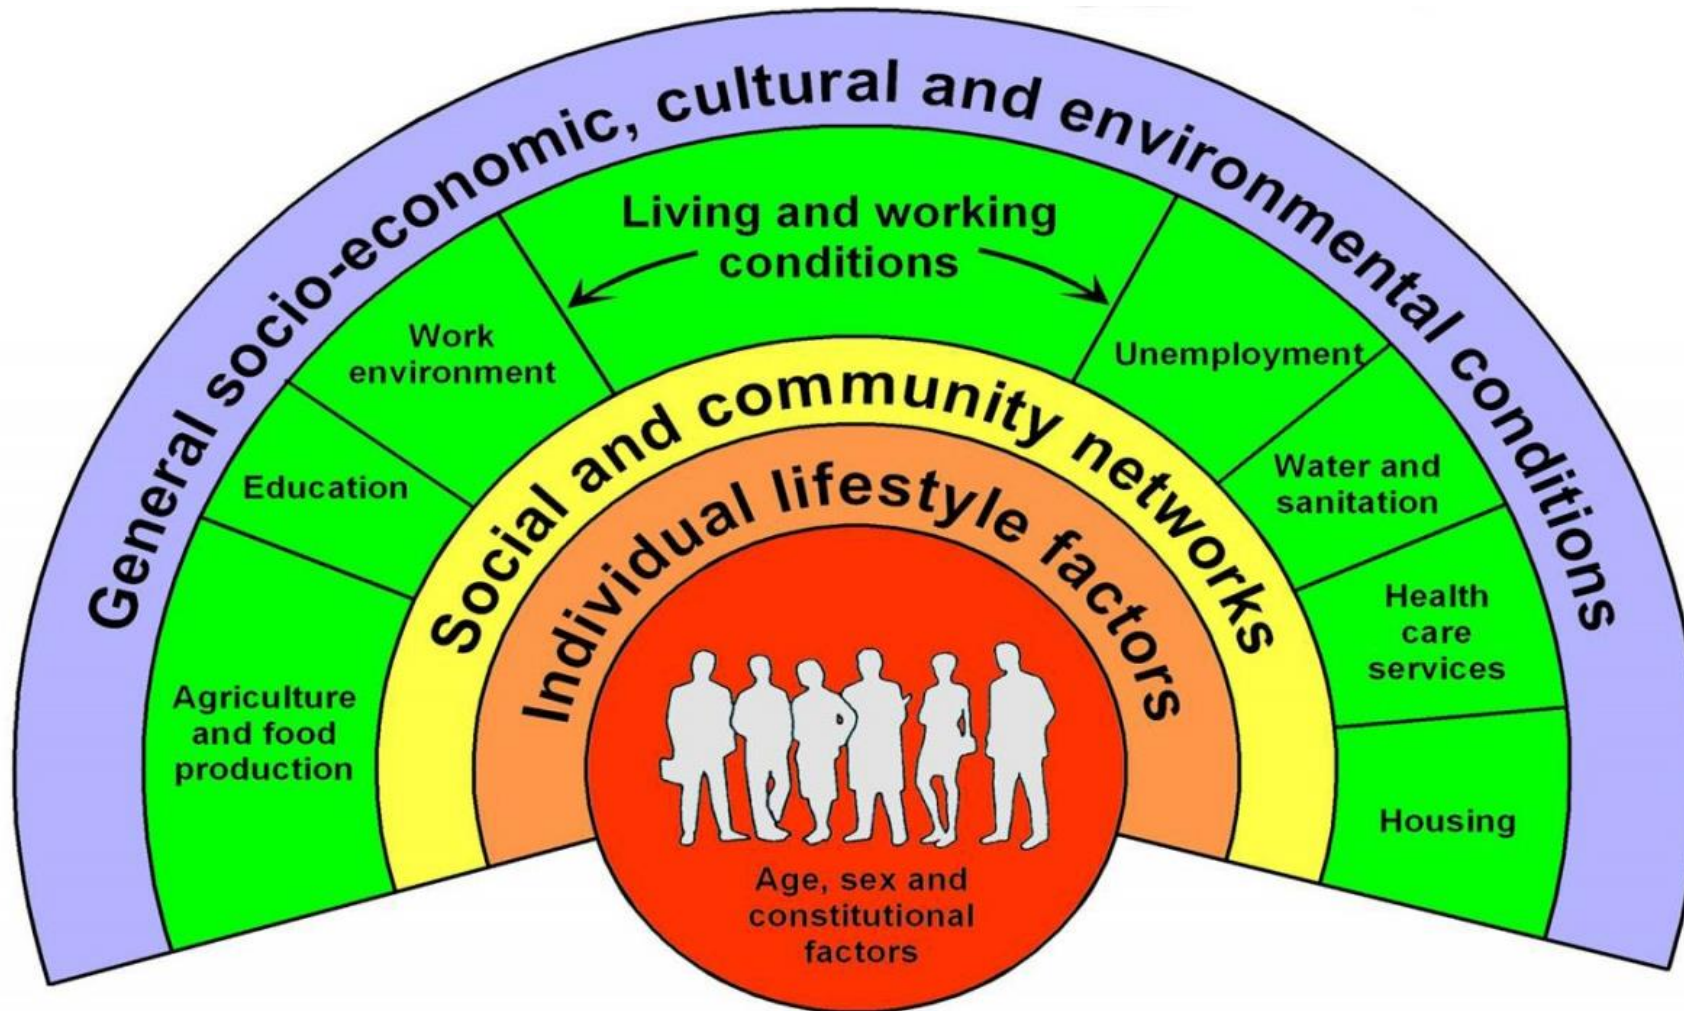 General socio-economic, cultural and environmental conditions
Living and working
conditions
Work
environment
Unemployment
Education
Water and
sanitation
Agriculture
and food
production
Health
care
services
Housing
Social and community networks
Individual lifestyle factors
Age, sex and
constitutional
factors